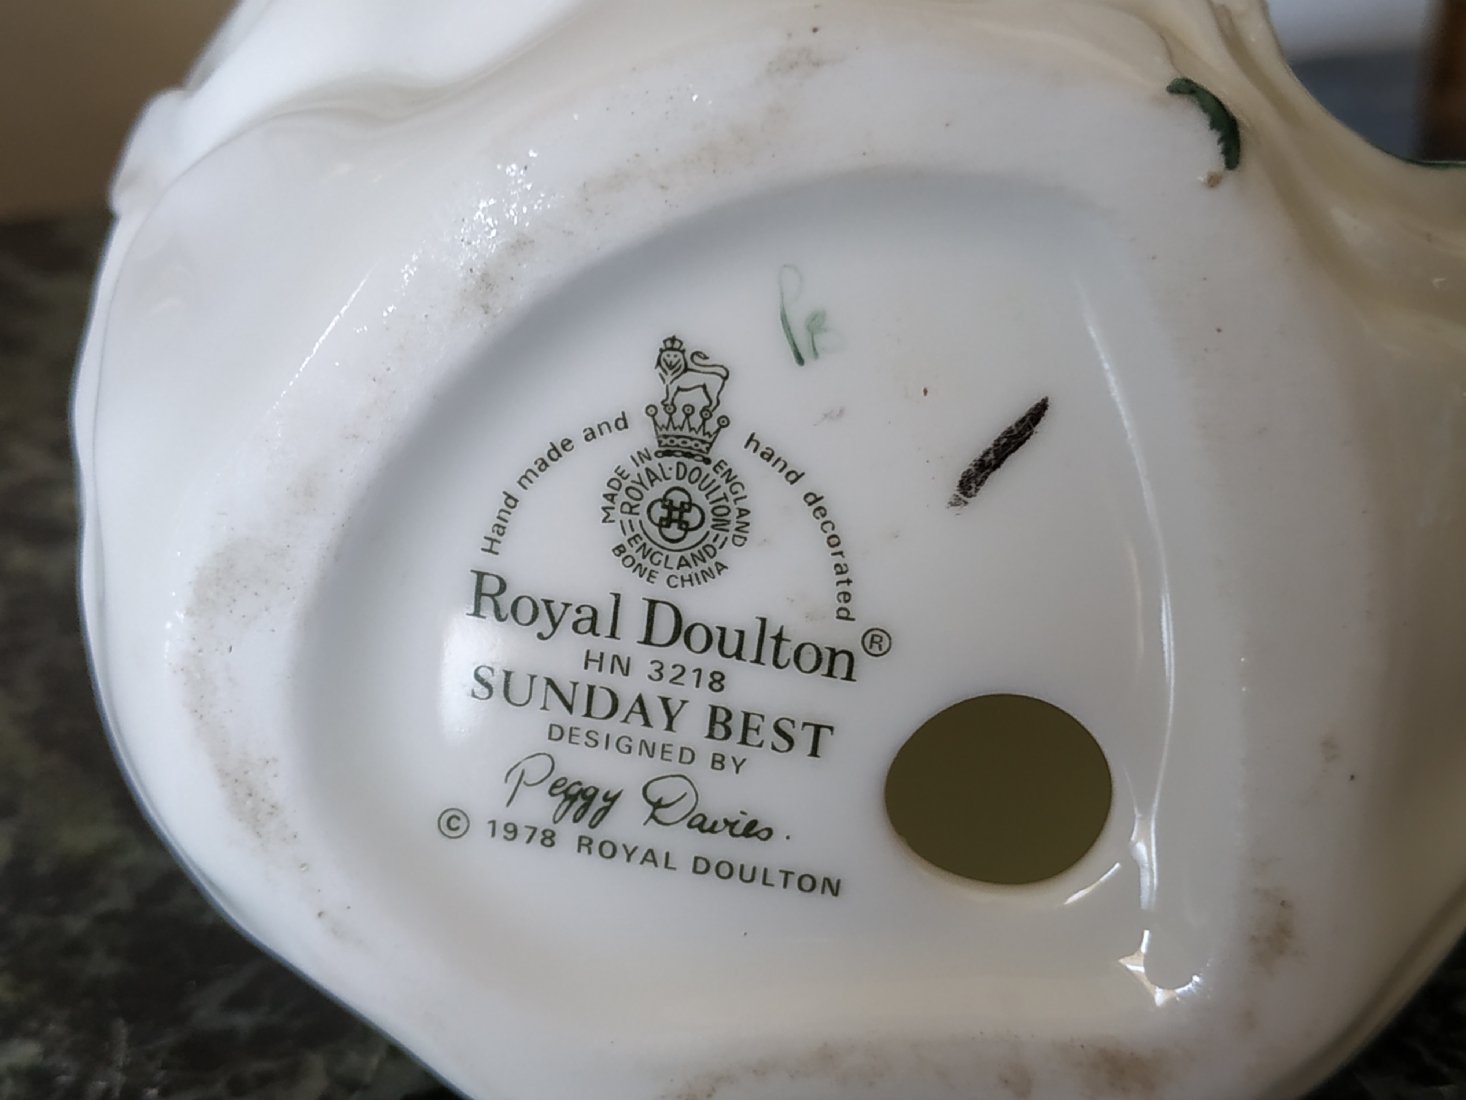 Hand made and hand decorated
MADE IN ENGLAND
ROYAL·DOULTON
ENGLAND
BONE CHINA
Royal Doulton®
HN 3218
SUNDAY BEST
DESIGNED BY
Peggy Davies.
© 1978 ROYAL DOULTON